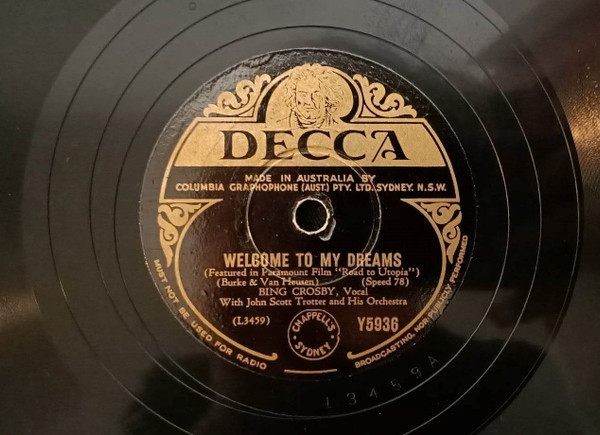 DECCA
MADE IN AUSTRALIA BY
COLUMBIA GRAPHOPHONE (AUST.) PTY. LTD. SYDNEY. N.S.W.
WELCOME TO MY DREAMS
(Featured in Paramount Film "Road to Utopia")
(Burke & Van Heusen) (Speed 78)
BING CROSBY, Vocal
With John Scott Trotter and His Orchestra
(L3459) CHAPPELL'S SYDNEY Y5936
MUST NOT BE USED FOR RADIO BROADCASTING, NOR PUBLICLY PERFORMED
L3459A